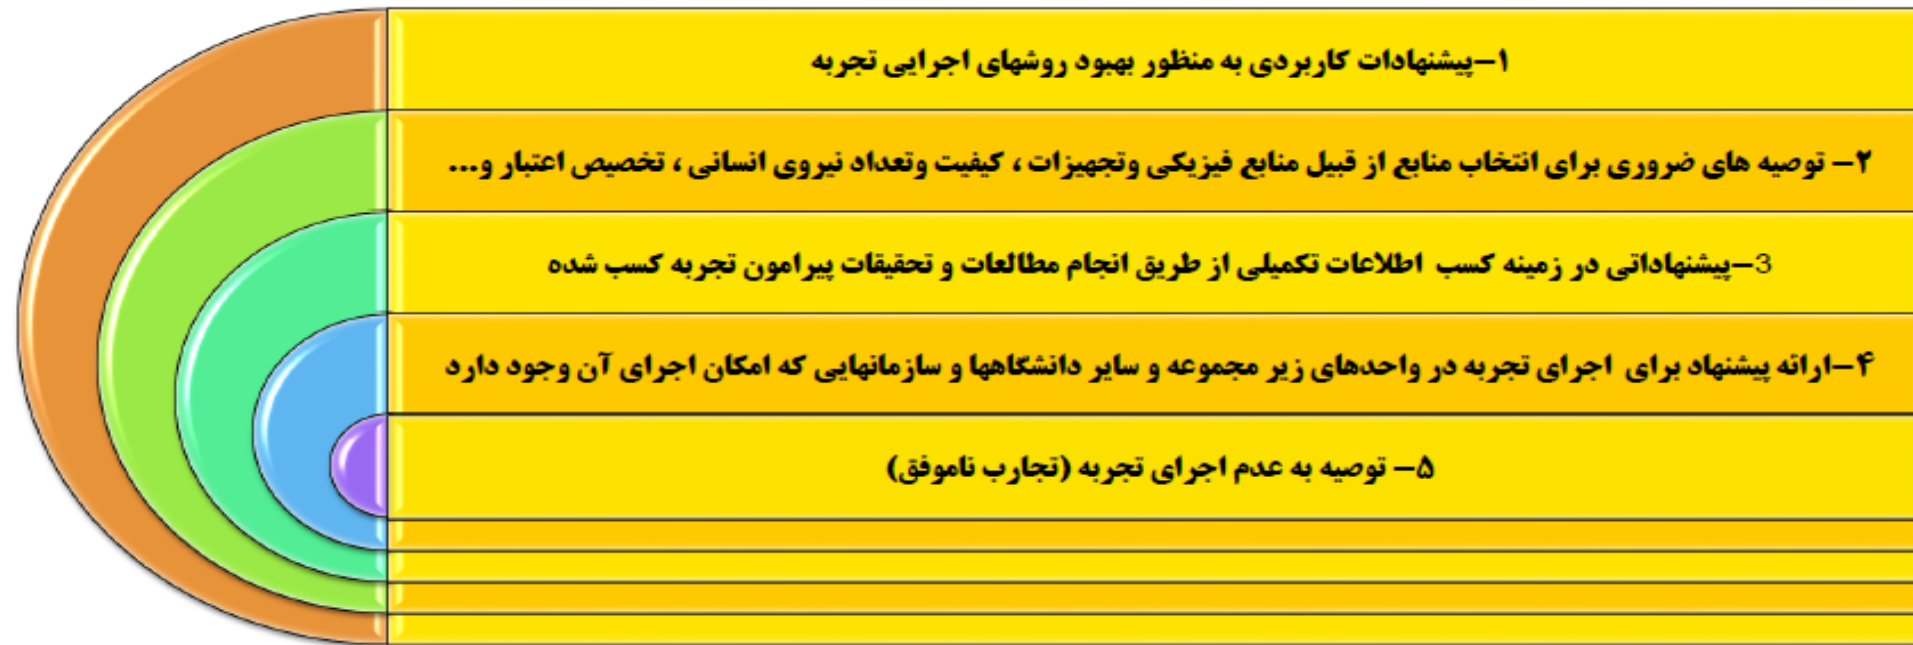 ۱–پیشنهادات کاربردی به منظور بهبود روشهای اجرایی تجربه
۲– توصیه های ضروری برای انتخاب منابع از قبیل منابع فیزیکی وتجهیزات ، کیفیت وتعداد نیروی انسانی ، تخصیص اعتبار و...
3–پیشنهاداتی در زمینه کسب اطلاعات تکمیلی از طریق انجام مطالعات و تحقیقات پیرامون تجربه کسب شده
۴–ارائه پیشنهاد برای اجرای تجربه در واحدهای زیر مجموعه و سایر دانشگاهها و سازمانهایی که امکان اجرای آن وجود دارد
۵– توصیه به عدم اجرای تجربه (تجارب ناموفق)